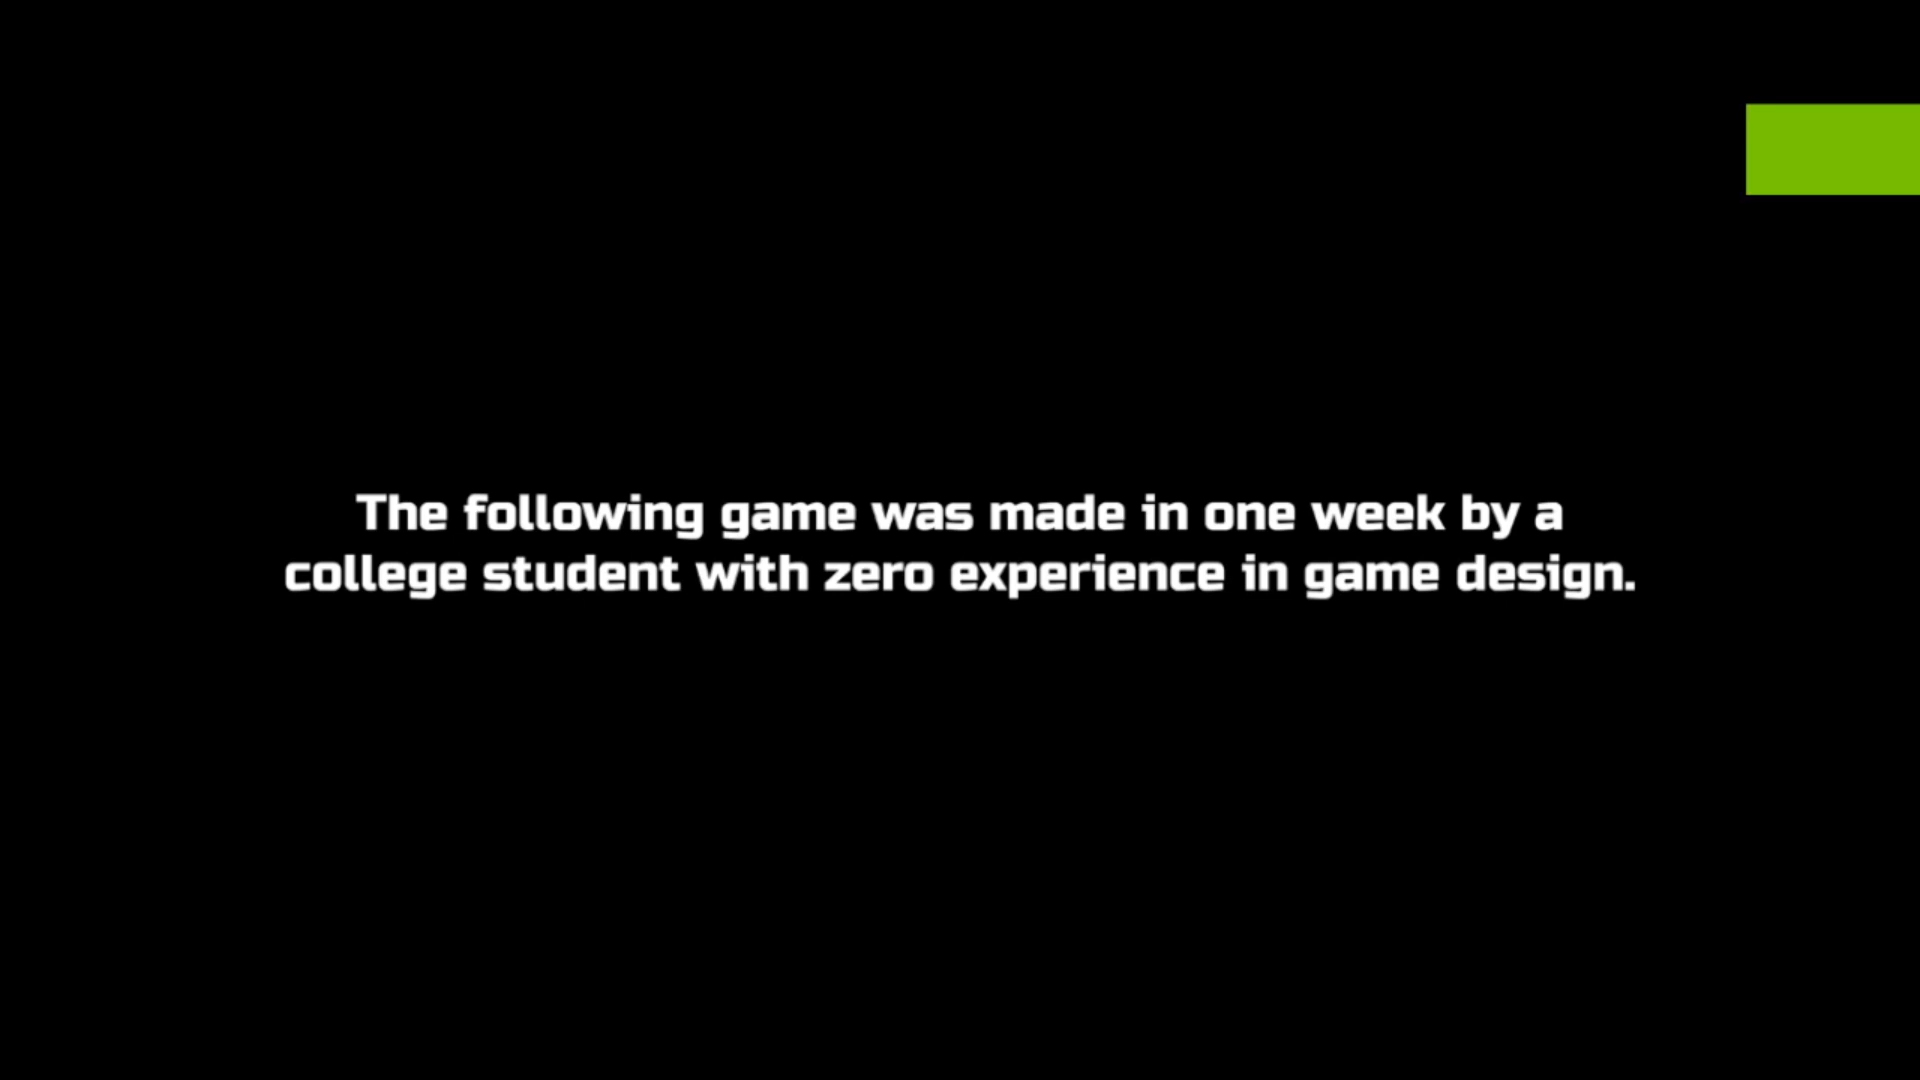 The following game was made in one week by a
college student with zero experience in game design.